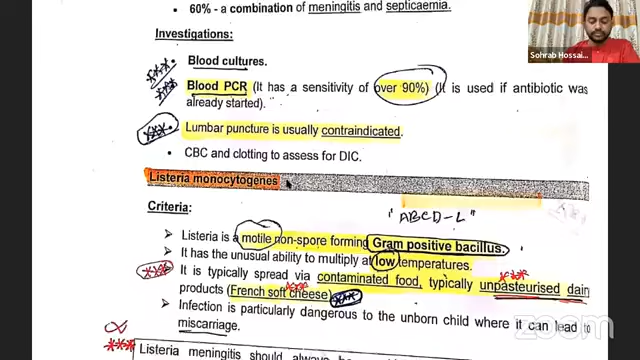 • 60% - a combination of meningitis and septicaemia.
Investigations:
• Blood cultures.
Blood PCR (It has a sensitivity of over 90%) (It is used if antibiotic was
already started).
Lumbar puncture is usually contraindicated.
• CBC and clotting to assess for DIC.
Listeria monocytogenes
"ABCD-L"
Criteria:
➤ Listeria is a motile non-spore forming Gram positive bacillus.
➤ It has the unusual ability to multiply at low temperatures.
➤ It is typically spread via contaminated food, typically unpasteurised
products (French soft cheese)
➤ Infection is particularly dangerous to the unborn child where it can lead to
miscarriage.
Listeria meningitis should always
Sohrab Hossai...
zoom